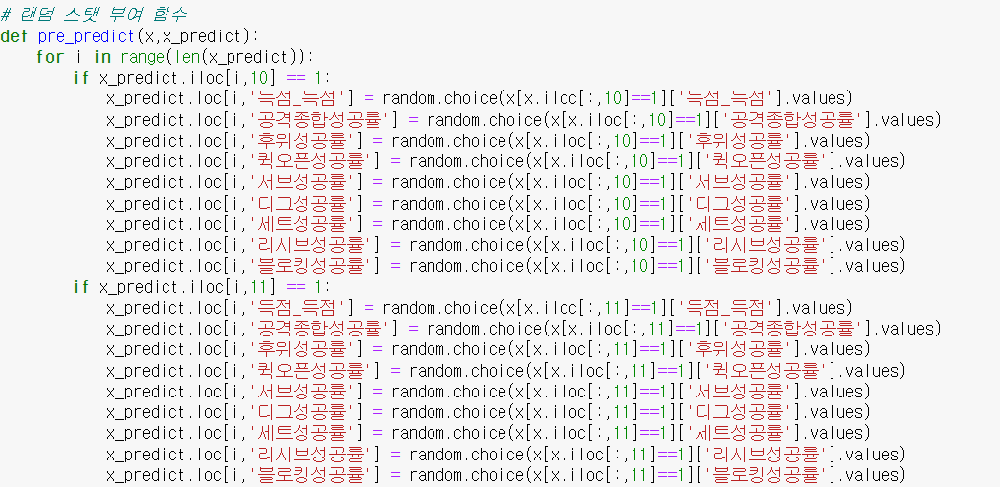 # 랜덤 스탯 부여 함수
def pre_predict(x,x_predict):
    for i in range(len(x_predict)):
        if x_predict.iloc[i,10] == 1:
            x_predict.loc[i,'득점_득점'] = random.choice(x[x.iloc[:,10]==1]['득점_득점'].values)
            x_predict.loc[i,'공격종합성공률'] = random.choice(x[x.iloc[:,10]==1]['공격종합성공률'].values)
            x_predict.loc[i,'후위성공률'] = random.choice(x[x.iloc[:,10]==1]['후위성공률'].values)
            x_predict.loc[i,'퀵오픈성공률'] = random.choice(x[x.iloc[:,10]==1]['퀵오픈성공률'].values)
            x_predict.loc[i,'서브성공률'] = random.choice(x[x.iloc[:,10]==1]['서브성공률'].values)
            x_predict.loc[i,'디그성공률'] = random.choice(x[x.iloc[:,10]==1]['디그성공률'].values)
            x_predict.loc[i,'세트성공률'] = random.choice(x[x.iloc[:,10]==1]['세트성공률'].values)
            x_predict.loc[i,'리시브성공률'] = random.choice(x[x.iloc[:,10]==1]['리시브성공률'].values)
            x_predict.loc[i,'블로킹성공률'] = random.choice(x[x.iloc[:,10]==1]['블로킹성공률'].values)
        if x_predict.iloc[i,11] == 1:
            x_predict.loc[i,'득점_득점'] = random.choice(x[x.iloc[:,11]==1]['득점_득점'].values)
            x_predict.loc[i,'공격종합성공률'] = random.choice(x[x.iloc[:,11]==1]['공격종합성공률'].values)
            x_predict.loc[i,'후위성공률'] = random.choice(x[x.iloc[:,11]==1]['후위성공률'].values)
            x_predict.loc[i,'퀵오픈성공률'] = random.choice(x[x.iloc[:,11]==1]['퀵오픈성공률'].values)
            x_predict.loc[i,'서브성공률'] = random.choice(x[x.iloc[:,11]==1]['서브성공률'].values)
            x_predict.loc[i,'디그성공률'] = random.choice(x[x.iloc[:,11]==1]['디그성공률'].values)
            x_predict.loc[i,'세트성공률'] = random.choice(x[x.iloc[:,11]==1]['세트성공률'].values)
            x_predict.loc[i,'리시브성공률'] = random.choice(x[x.iloc[:,11]==1]['리시브성공률'].values)
            x_predict.loc[i,'블로킹성공률'] = random.choice(x[x.iloc[:,11]==1]['블로킹성공률'].values)